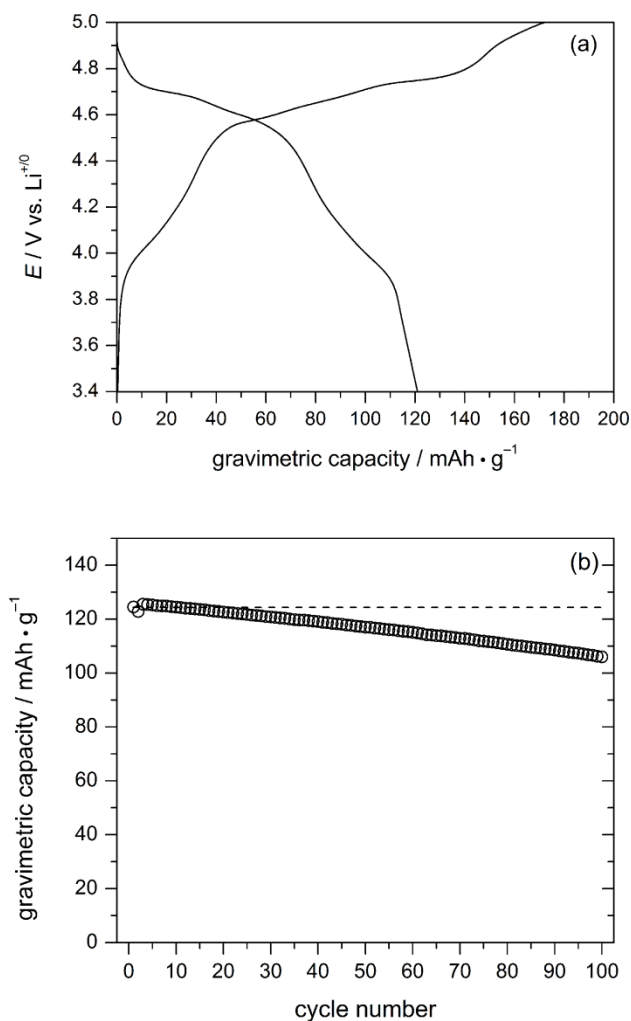 (a)
5.0
4.8
4.6
4.4
4.2
4.0
3.8
3.6
3.4
E / V vs. Li+/0
0 20 40 60 80 100 120 140 160 180 200
gravimetric capacity / mAh · g⁻¹
(b)
140
120
100
80
60
40
20
0
gravimetric capacity / mAh · g⁻¹
0 10 20 30 40 50 60 70 80 90 100
cycle number